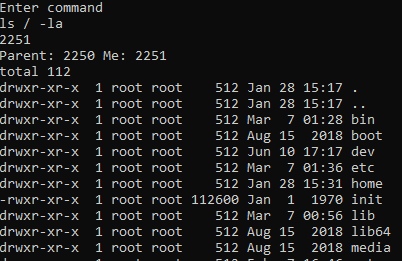 Enter command
ls / -la
2251
Parent: 2250 Me: 2251
total 112
drwxr-xr-x  1 root root    512 Jan 28 15:17 .
drwxr-xr-x  1 root root    512 Jan 28 15:17 ..
drwxr-xr-x  1 root root    512 Mar  7 01:28 bin
drwxr-xr-x  1 root root    512 Aug 15  2018 boot
drwxr-xr-x  1 root root    512 Jun 10 17:17 dev
drwxr-xr-x  1 root root    512 Mar  7 01:36 etc
drwxr-xr-x  1 root root    512 Jan 28 15:31 home
-rwxr-xr-x  1 root root 112600 Jan  1  1970 init
drwxr-xr-x  1 root root    512 Mar  7 00:56 lib
drwxr-xr-x  1 root root    512 Aug 15  2018 lib64
drwxr-xr-x  1 root root    512 Aug 15  2018 media